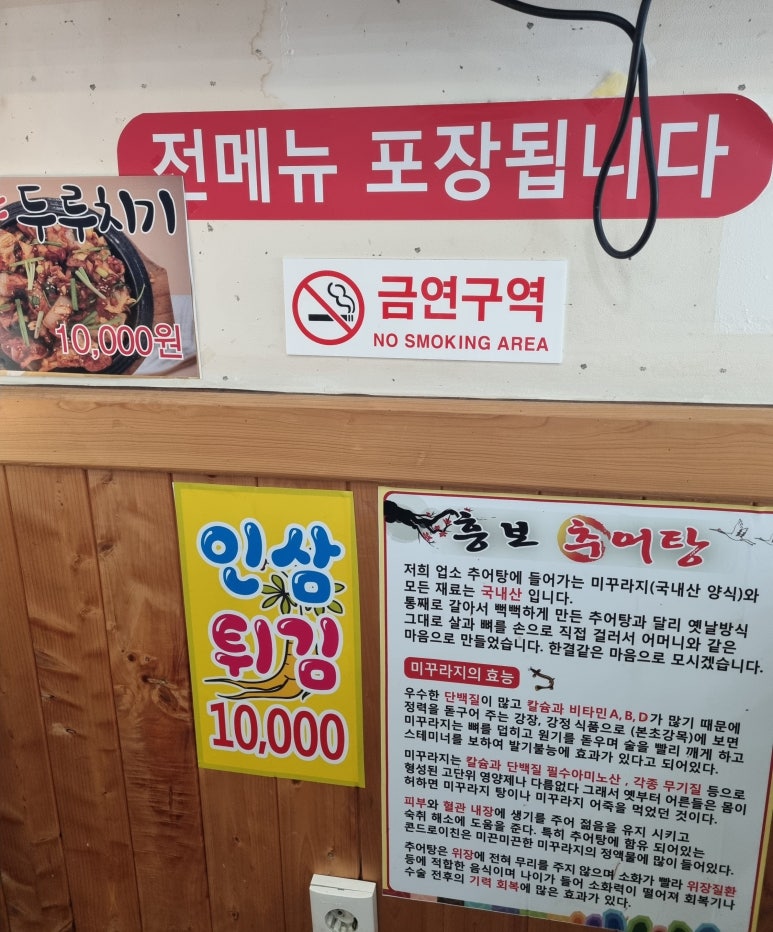 전메뉴 포장됩니다
두루치기
10,000원
금연구역
NO SMOKING AREA
인삼
튀김
10,000
흥보 추어탕
저희 업소 추어탕에 들어가는 미꾸라지(국내산 양식)와
모든 재료는 국내산 입니다.
통째로 갈아서 뻑뻑하게 만든 추어탕과 달리 옛날방식
그대로 살과 뼈를 손으로 직접 걸러서 어머니와 같은
마음으로 만들었습니다. 한결같은 마음으로 모시겠습니다.
미꾸라지의 효능
우수한 단백질이 많고 칼슘과 비타민A,B,D가 많기 때문에
정력을 돋구어 주는 강장, 강정 식품으로 (본초강목)에 보면
미꾸라지는 뼈를 덥히고 원기를 돋우며 술을 빨리 깨게 하고
스테미너를 보하여 발기불능에 효과가 있다고 되어있다.
미꾸라지는 칼슘과 단백질 필수아미노산 , 각종 무기질 등으로
형성된 고단위 영양제나 다름없다 그래서 옛부터 어른들은 몸이
허하면 미꾸라지 탕이나 미꾸라지 어죽을 먹었던 것이다.
피부와 혈관 내장에 생기를 주어 젊음을 유지 시키고
숙취 해소에 도움을 준다. 특히 추어탕에 함유 되어있는
콘드로이친은 미끈미끈한 미꾸라지의 정액물에 많이 들어있다.
추어탕은 위장에 전혀 무리를 주지 않으며 소화가 빨라 위장질환
등에 적합한 음식이며 나이가 들어 소화력이 떨어져 회복기나
수술 전후의 기력 회복에 많은 효과가 있다.